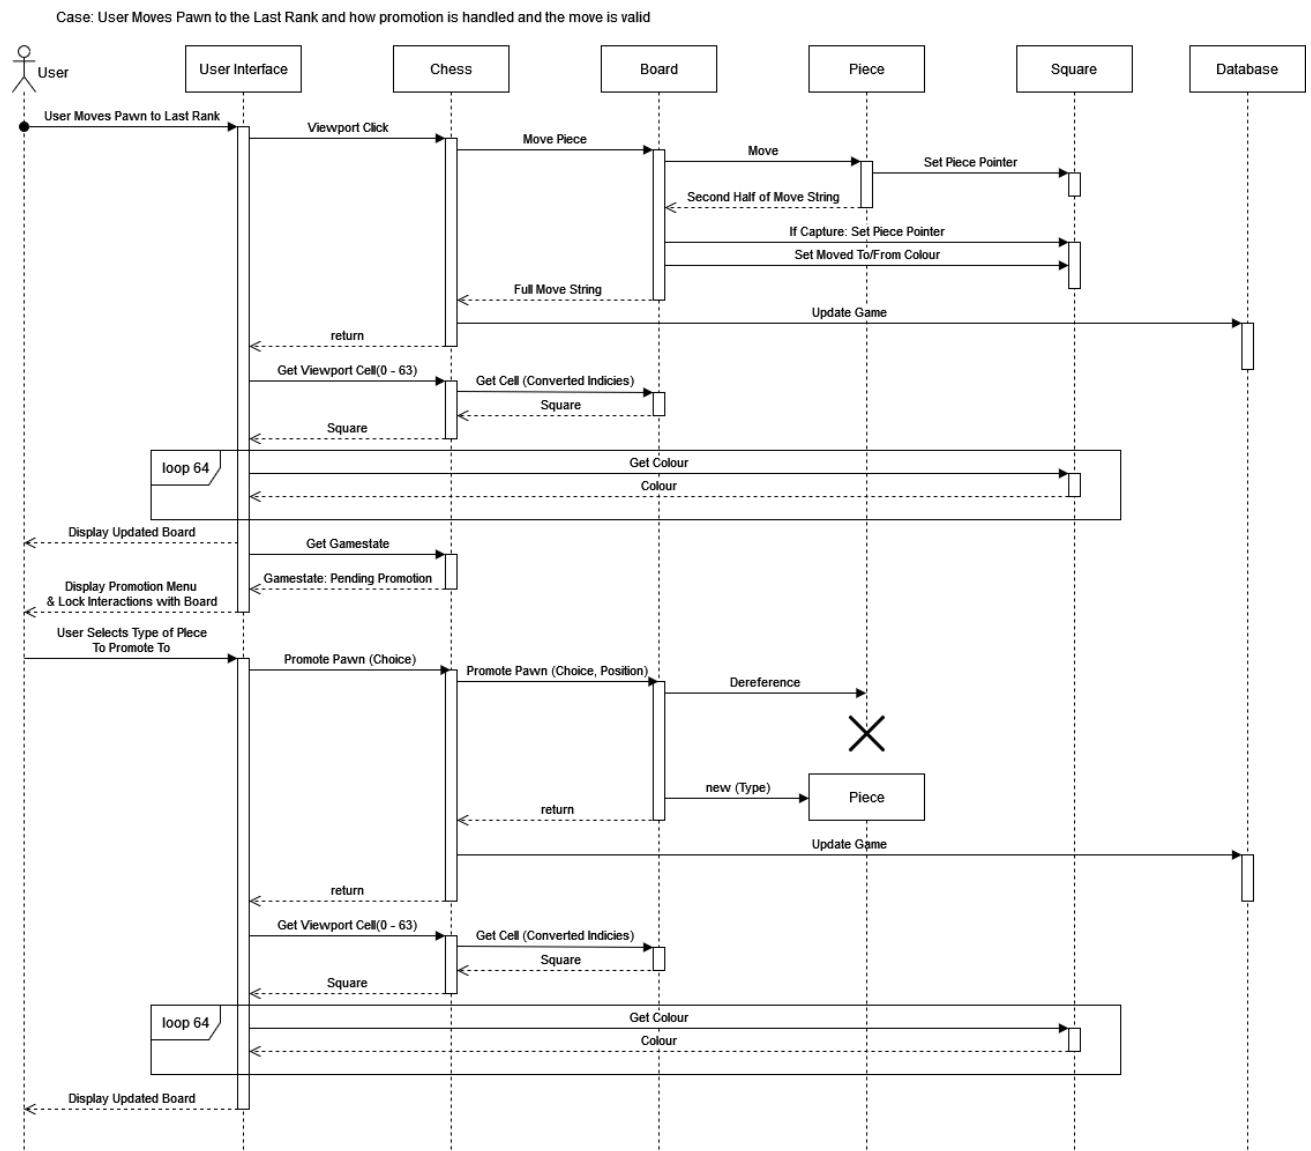 Case: User Moves Pawn to the Last Rank and how promotion is handled and the move is valid
User
User Interface
Chess
Board
Piece
Square
Database
User Moves Pawn to Last Rank
Viewport Click
Move Piece
Move
Set Piece Pointer
Second Half of Move String
If Capture: Set Piece Pointer
Set Moved To/From Colour
Full Move String
Update Game
return
Get Viewport Cell(0 - 63)
Get Cell (Converted Indicies)
Square
Square
loop 64
Get Colour
Colour
Display Updated Board
Get Gamestate
Gamestate: Pending Promotion
Display Promotion Menu
& Lock Interactions with Board
User Selects Type of PIece
To Promote To
Promote Pawn (Choice)
Promote Pawn (Choice, Position)
Dereference
new (Type)
Piece
return
Update Game
return
Get Viewport Cell(0 - 63)
Get Cell (Converted Indicies)
Square
Square
loop 64
Get Colour
Colour
Display Updated Board